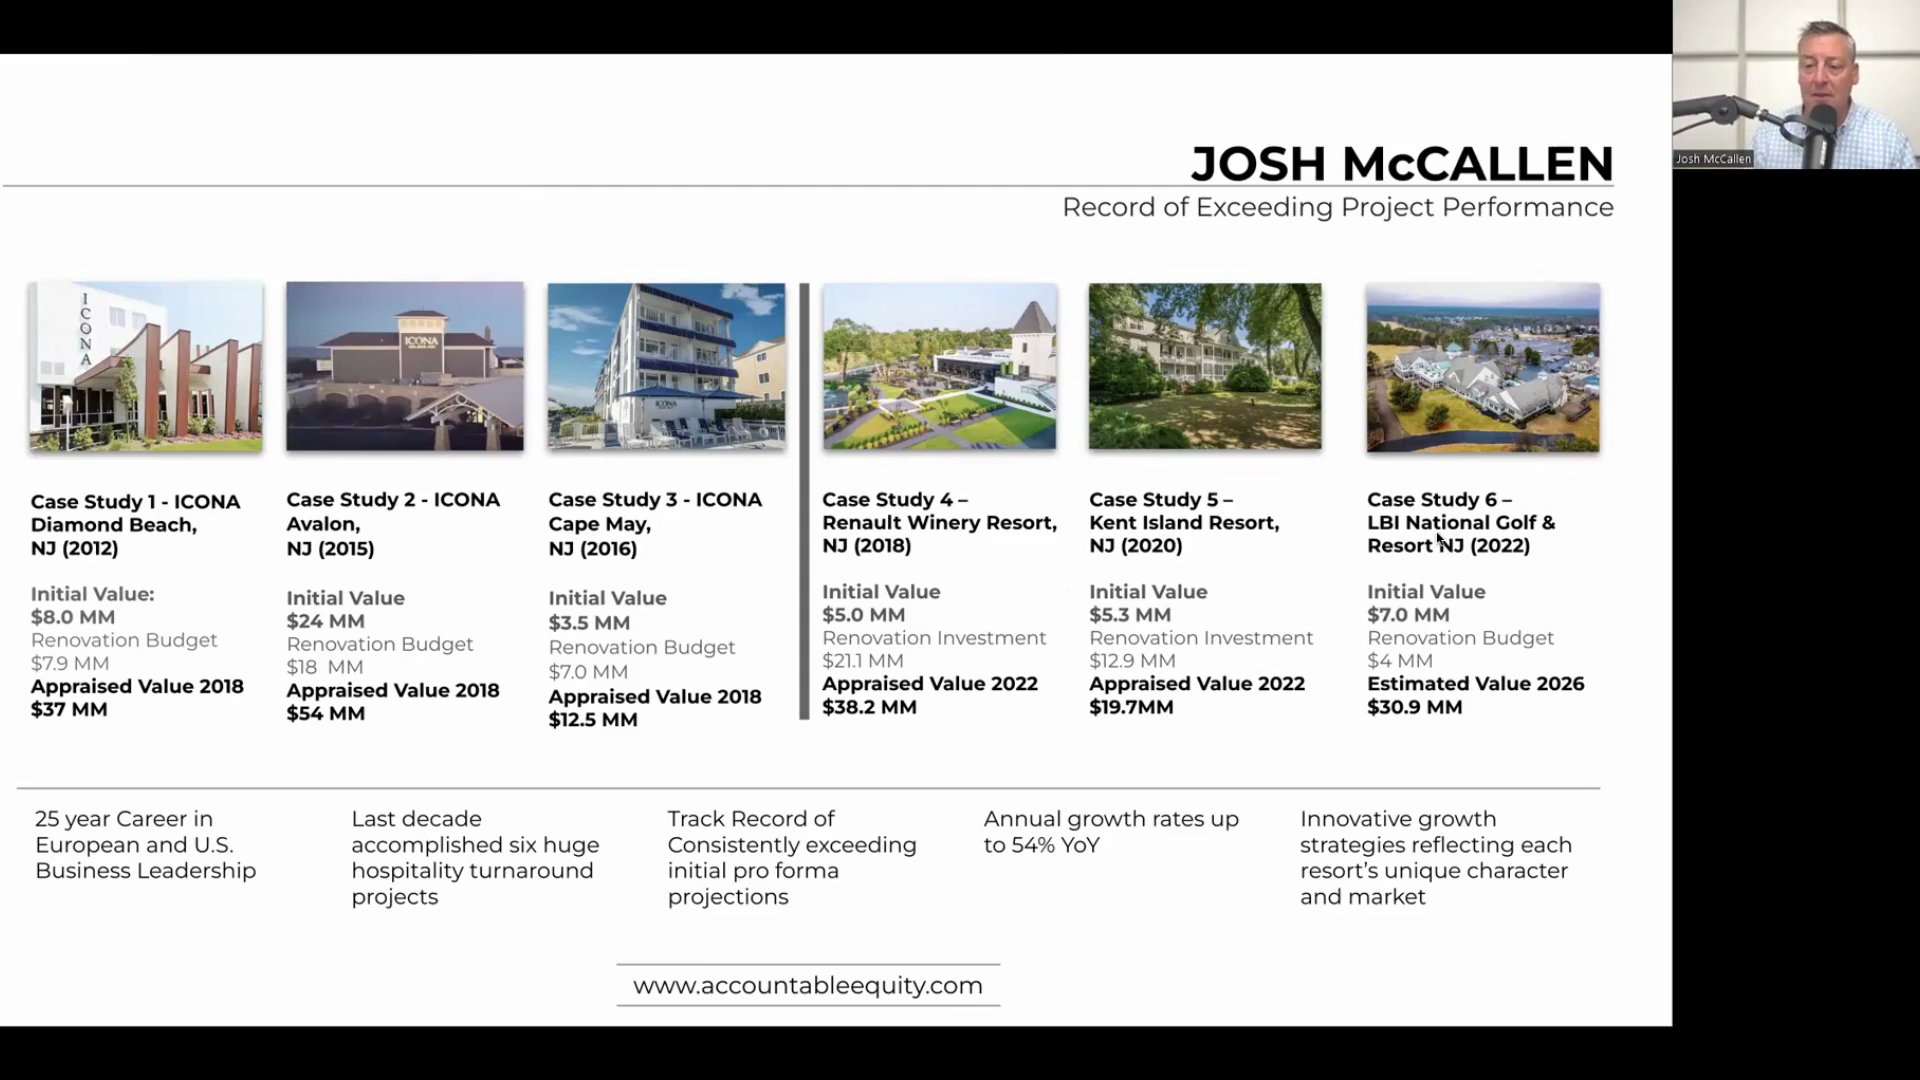 JOSH McCALLEN
Record of Exceeding Project Performance
Josh McCallen
ICONA
ICONA
ICONA
Case Study 1 - ICONA
Diamond Beach,
NJ (2012)
Initial Value:
$8.0 MM
Renovation Budget
$7.9 MM
Appraised Value 2018
$37 MM
Case Study 2 - ICONA
Avalon,
NJ (2015)
Initial Value
$24 MM
Renovation Budget
$18 MM
Appraised Value 2018
$54 MM
Case Study 3 - ICONA
Cape May,
NJ (2016)
Initial Value
$3.5 MM
Renovation Budget
$7.0 MM
Appraised Value 2018
$12.5 MM
Case Study 4 –
Renault Winery Resort,
NJ (2018)
Initial Value
$5.0 MM
Renovation Investment
$21.1 MM
Appraised Value 2022
$38.2 MM
Case Study 5 –
Kent Island Resort,
NJ (2020)
Initial Value
$5.3 MM
Renovation Investment
$12.9 MM
Appraised Value 2022
$19.7MM
Case Study 6 –
LBI National Golf &
Resort NJ (2022)
Initial Value
$7.0 MM
Renovation Budget
$4 MM
Estimated Value 2026
$30.9 MM
25 year Career in
European and U.S.
Business Leadership
Last decade
accomplished six huge
hospitality turnaround
projects
Track Record of
Consistently exceeding
initial pro forma
projections
Annual growth rates up
to 54% YoY
Innovative growth
strategies reflecting each
resort's unique character
and market
www.accountableequity.com